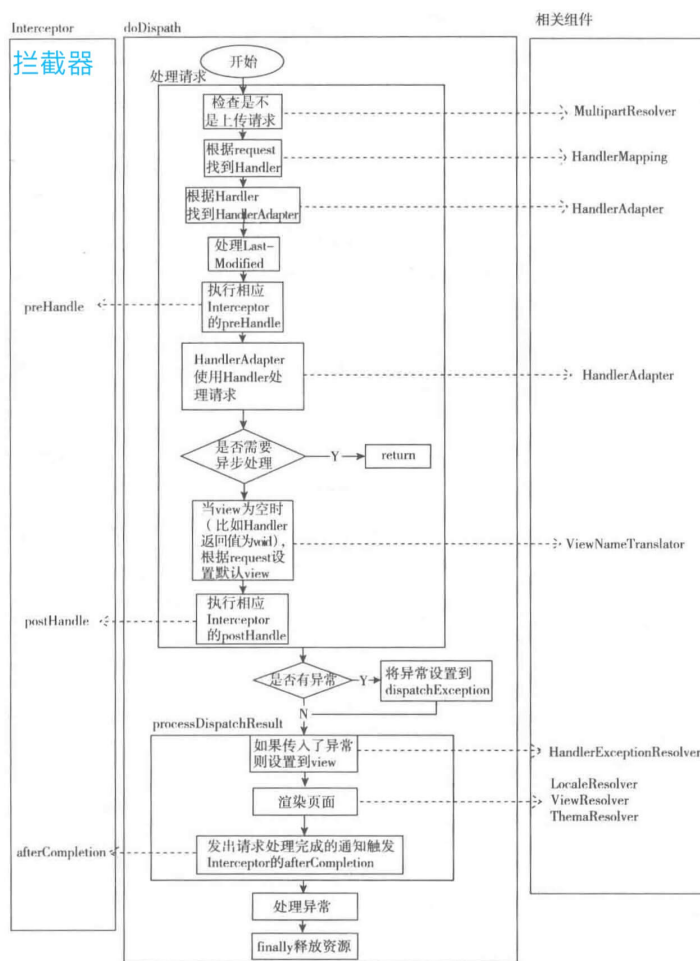 Interceptor
doDispath
相关组件
拦截器
开始
处理请求
检查是不
是上传请求
MultipartResolver
根据request
找到Handler
HandlerMapping
根据Hardler
找到HandlerAdapter
HandlerAdapter
处理Last-
Modified
执行相应
Interceptor
的preHandle
preHandle
HandlerAdapter
使用Handler处
理请求
HandlerAdapter
是否需要
异步处理
Y
return
当view为空时
（比如Handler
返回值为void），
根据request设
置默认view
ViewNameTranslator
执行相应
Interceptor
的postHandle
postHandle
是否有异常
Y
将异常设置到
dispatchException
N
processDispatchResult
如果传入了异常
则设置到view
HandlerExceptionResolver
渲染页面
LocaleResolver
ViewResolver
ThemaResolver
发出请求处理完成的通知触发
Interceptor的afterCompletion
afterCompletion
处理异常
finally释放资源